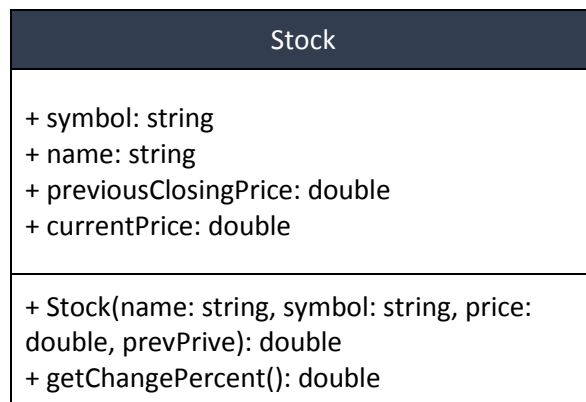 Stock
+ symbol: string
+ name: string
+ previousClosingPrice: double
+ currentPrice: double
+ Stock(name: string, symbol: string, price:
double, prevPrive): double
+ getChangePercent(): double